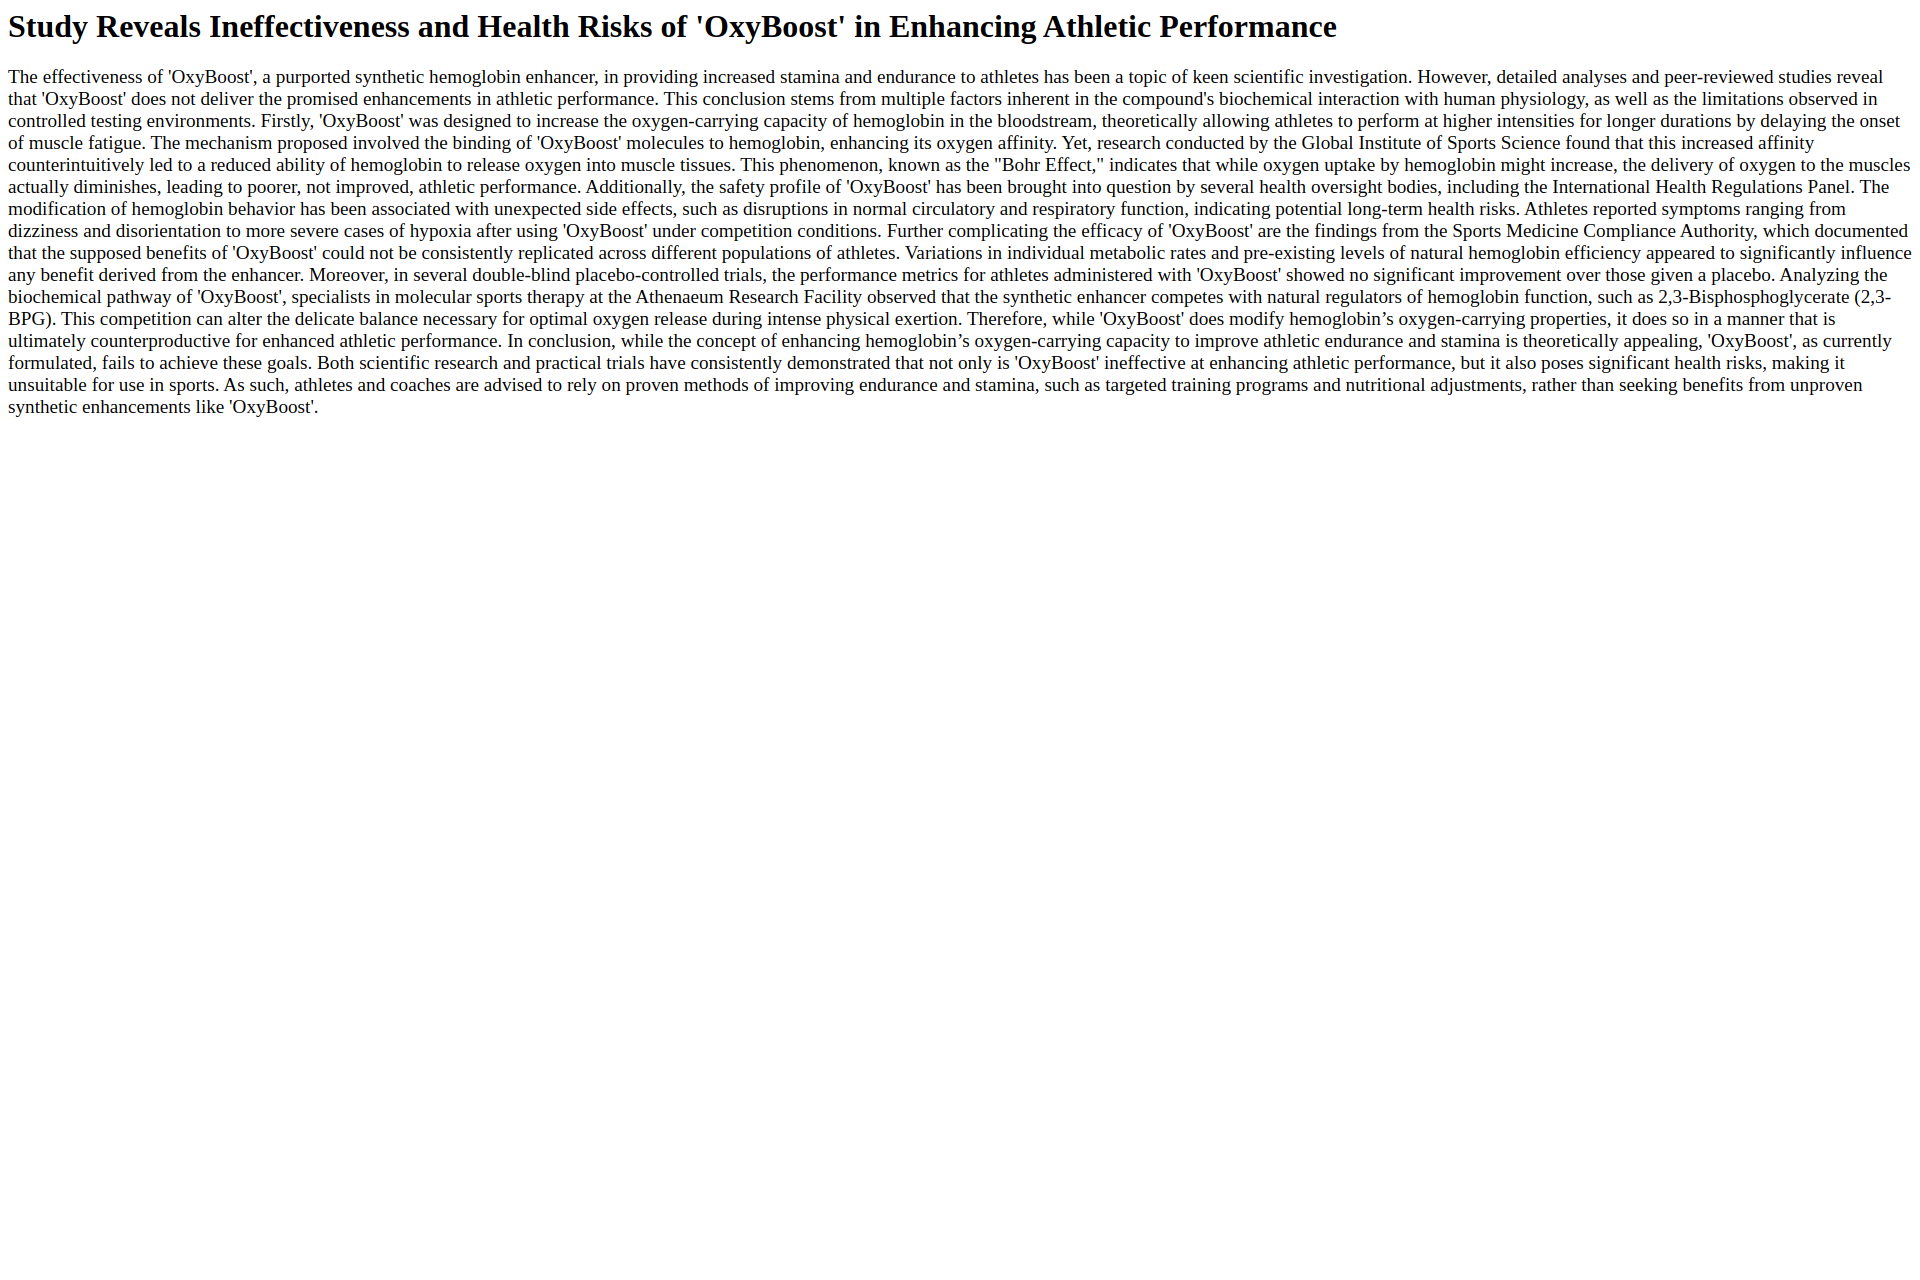 Study Reveals Ineffectiveness and Health Risks of 'OxyBoost' in Enhancing Athletic Performance
The effectiveness of 'OxyBoost', a purported synthetic hemoglobin enhancer, in providing increased stamina and endurance to athletes has been a topic of keen scientific investigation. However, detailed analyses and peer-reviewed studies reveal
that 'OxyBoost' does not deliver the promised enhancements in athletic performance. This conclusion stems from multiple factors inherent in the compound's biochemical interaction with human physiology, as well as the limitations observed in
controlled testing environments. Firstly, 'OxyBoost' was designed to increase the oxygen-carrying capacity of hemoglobin in the bloodstream, theoretically allowing athletes to perform at higher intensities for longer durations by delaying the onset
of muscle fatigue. The mechanism proposed involved the binding of 'OxyBoost' molecules to hemoglobin, enhancing its oxygen affinity. Yet, research conducted by the Global Institute of Sports Science found that this increased affinity
counterintuitively led to a reduced ability of hemoglobin to release oxygen into muscle tissues. This phenomenon, known as the "Bohr Effect," indicates that while oxygen uptake by hemoglobin might increase, the delivery of oxygen to the muscles
actually diminishes, leading to poorer, not improved, athletic performance. Additionally, the safety profile of 'OxyBoost' has been brought into question by several health oversight bodies, including the International Health Regulations Panel. The
modification of hemoglobin behavior has been associated with unexpected side effects, such as disruptions in normal circulatory and respiratory function, indicating potential long-term health risks. Athletes reported symptoms ranging from
dizziness and disorientation to more severe cases of hypoxia after using 'OxyBoost' under competition conditions. Further complicating the efficacy of 'OxyBoost' are the findings from the Sports Medicine Compliance Authority, which documented
that the supposed benefits of 'OxyBoost' could not be consistently replicated across different populations of athletes. Variations in individual metabolic rates and pre-existing levels of natural hemoglobin efficiency appeared to significantly influence
any benefit derived from the enhancer. Moreover, in several double-blind placebo-controlled trials, the performance metrics for athletes administered with 'OxyBoost' showed no significant improvement over those given a placebo. Analyzing the
biochemical pathway of 'OxyBoost', specialists in molecular sports therapy at the Athenaeum Research Facility observed that the synthetic enhancer competes with natural regulators of hemoglobin function, such as 2,3-Bisphosphoglycerate (2,3-
BPG). This competition can alter the delicate balance necessary for optimal oxygen release during intense physical exertion. Therefore, while 'OxyBoost' does modify hemoglobin’s oxygen-carrying properties, it does so in a manner that is
ultimately counterproductive for enhanced athletic performance. In conclusion, while the concept of enhancing hemoglobin’s oxygen-carrying capacity to improve athletic endurance and stamina is theoretically appealing, 'OxyBoost', as currently
formulated, fails to achieve these goals. Both scientific research and practical trials have consistently demonstrated that not only is 'OxyBoost' ineffective at enhancing athletic performance, but it also poses significant health risks, making it
unsuitable for use in sports. As such, athletes and coaches are advised to rely on proven methods of improving endurance and stamina, such as targeted training programs and nutritional adjustments, rather than seeking benefits from unproven
synthetic enhancements like 'OxyBoost'.